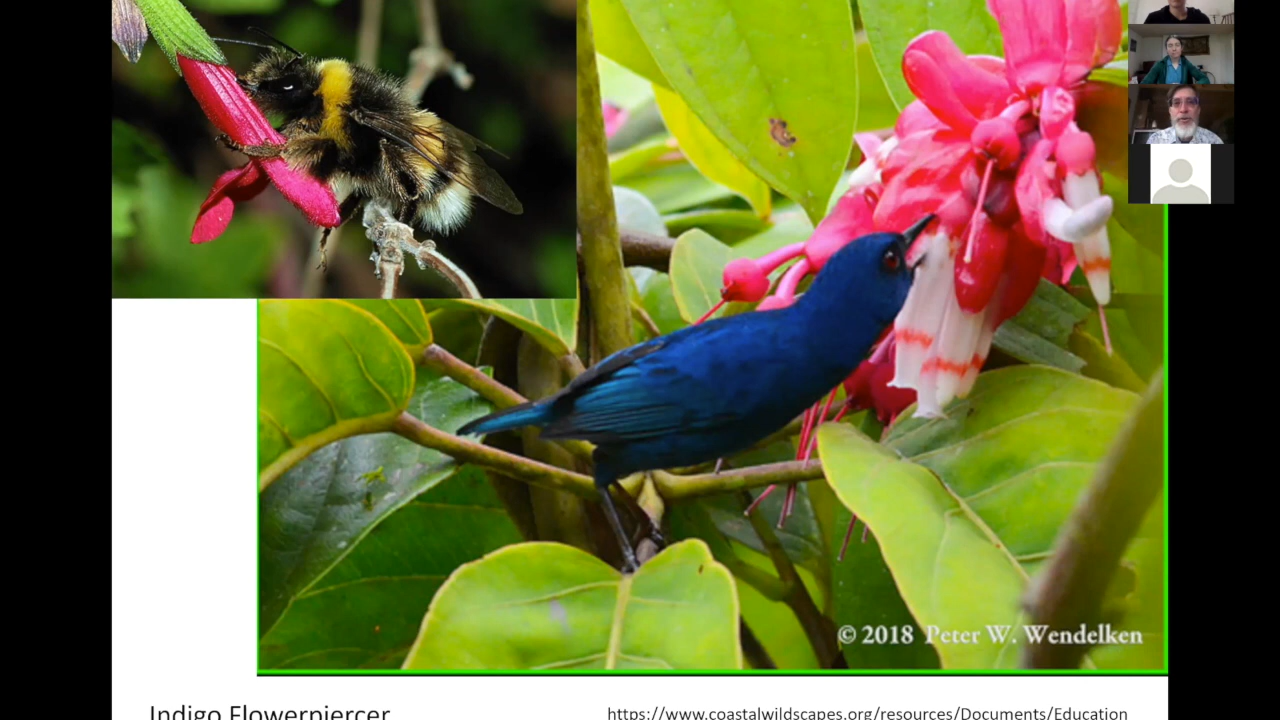 © 2018 Peter W. Wendelken
Indigo Flowerpiercer
https://www.coastalwildscapes.org/resources/Documents/Education